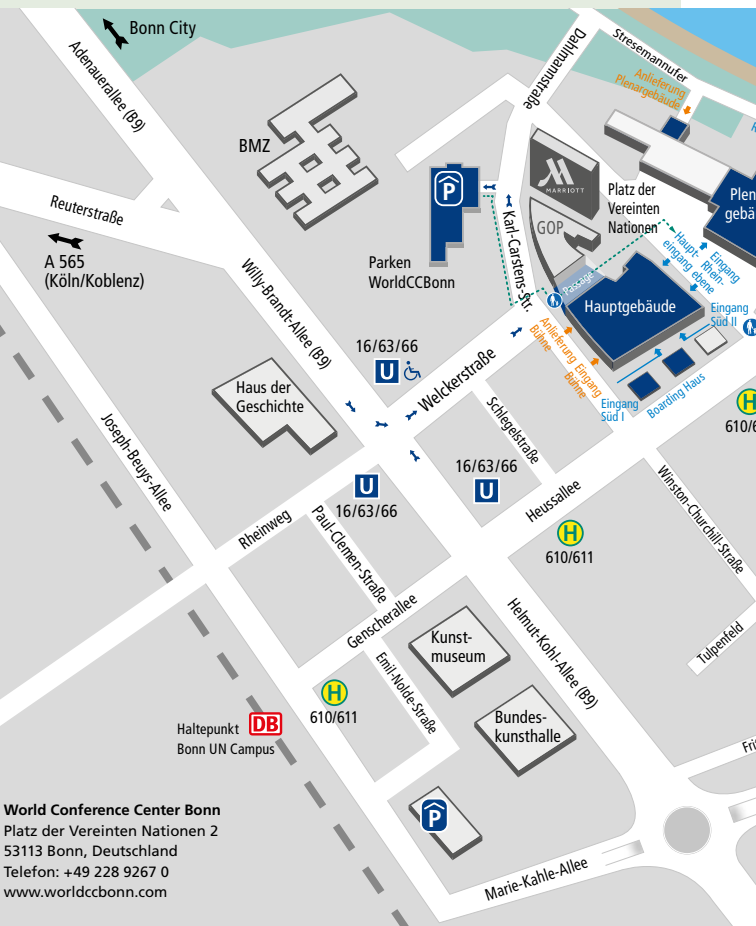 Bonn City
Adenauerallee (B9)
Dahlmannstraße
Stresemannufer
Anlieferung
Plenargebäude
BMZ
P
MARRIOTT
Platz der
Vereinten
Nationen
Plen
gebä
Reuterstraße
A 565
(Köln/Koblenz)
Parken
WorldCCBonn
Karl-Carstens-Str.
GOP
Passage
Haupt-
eingang
Rhein-
ebene
Eingang
Hauptgebäude
Eingang
Süd II
Willy-Brandt-Allee (B9)
16/63/66
U
Welckerstraße
Anlieferung
Bühne
Eingang
Bühne
Eingang
Süd I
Boarding Haus
H
610/6
Haus der
Geschichte
Schlegelstraße
Joseph-Beuys-Allee
16/63/66
U
U
16/63/66
Rheinweg
Paul-Clemen-Straße
Heussallee
H
610/611
Winston-Churchill-Straße
Genscherallee
Helmut-Kohl-Allee (B9)
Tulpenfeld
Kunst-
museum
Emil-Nolde-Straße
H
610/611
Haltepunkt DB
Bonn UN Campus
Bundes-
kunsthalle
Fri
P
Marie-Kahle-Allee
World Conference Center Bonn
Platz der Vereinten Nationen 2
53113 Bonn, Deutschland
Telefon: +49 228 9267 0
www.worldccbonn.com